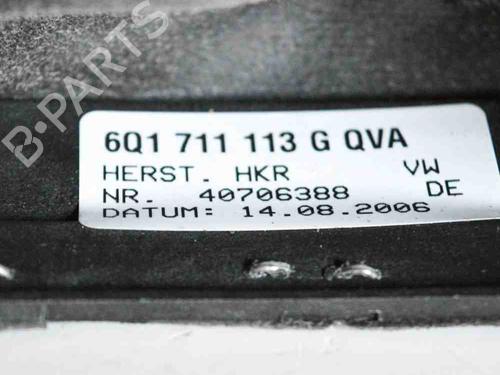 B-PARTS
6Q1 711 113 G QVA
HERST. HKR VW
NR. 40706388 DE
DATUM: 14.08.2006